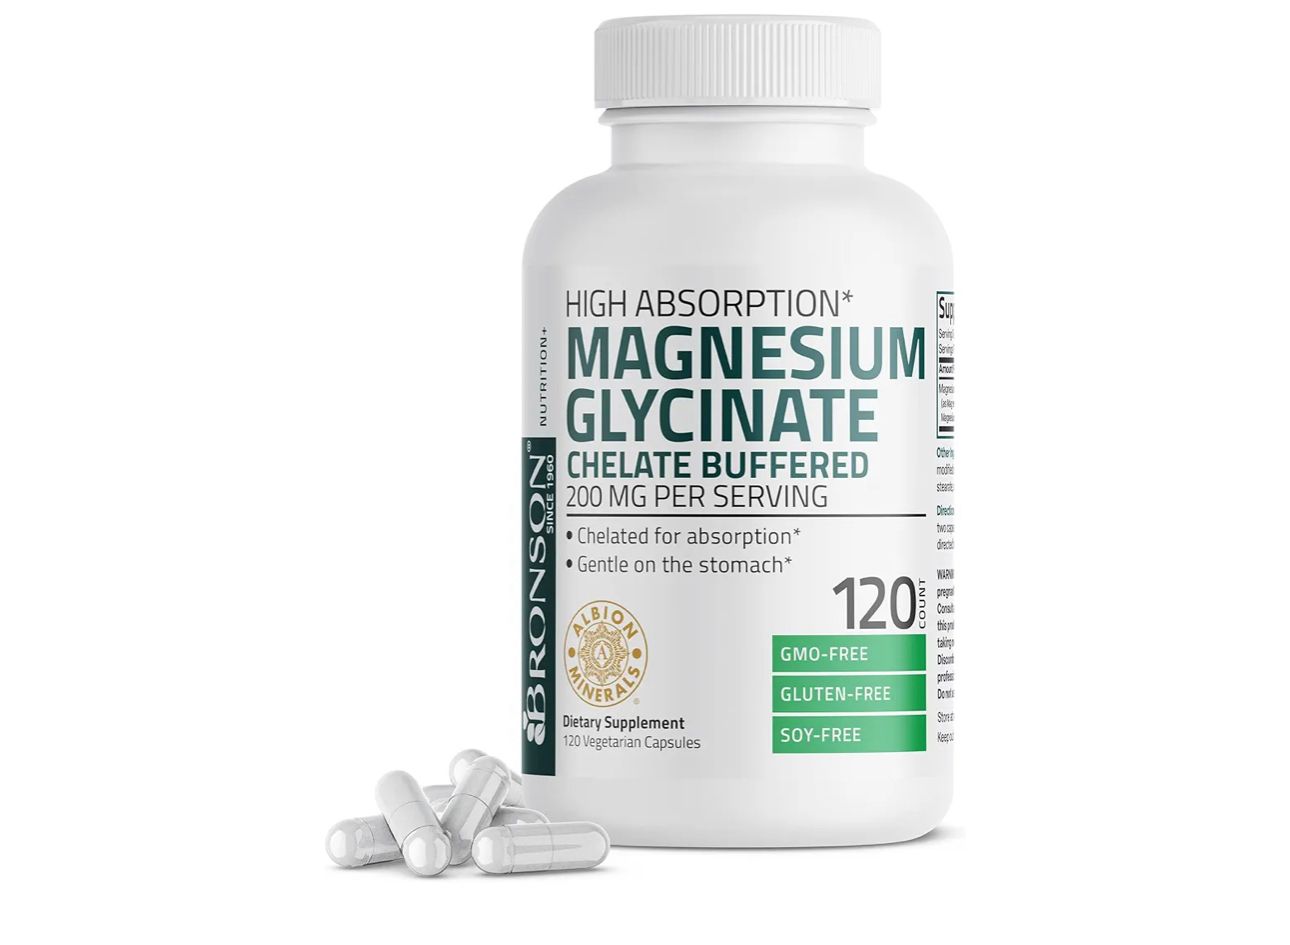 HIGH ABSORPTION*
MAGNESIUM
GLYCINATE
CHELATE BUFFERED
200 MG PER SERVING
• Chelated for absorption*
• Gentle on the stomach*
120 COUNT
GMO-FREE
GLUTEN-FREE
SOY-FREE
ALBION
A
MINERALS®
Dietary Supplement
120 Vegetarian Capsules
BRONSON®
SINCE 1960
NUTRITION+